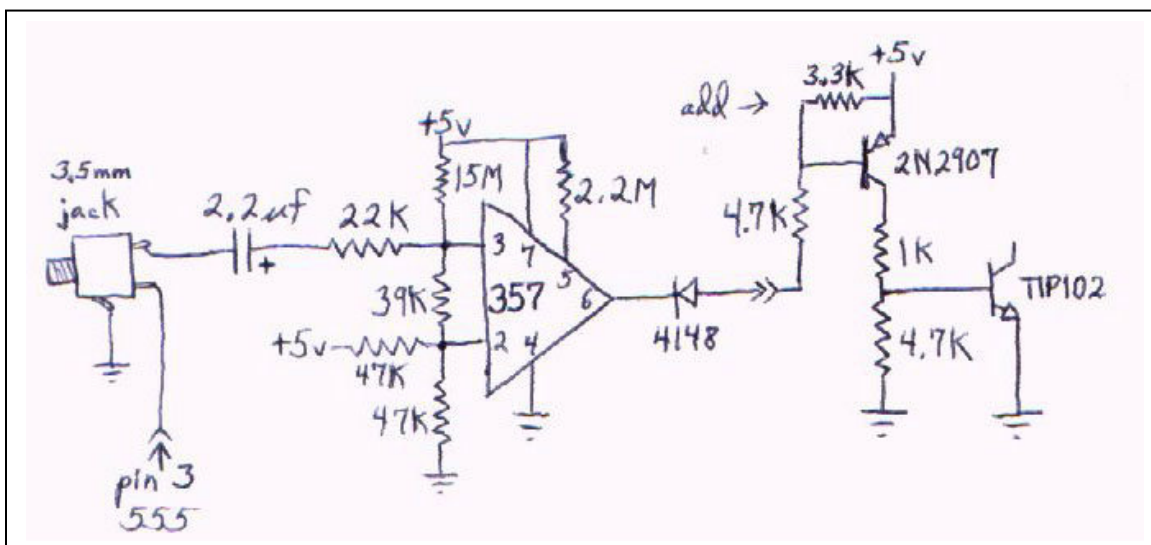 +5v
3.3K
add →
2N2907
+5v
3.5mm
jack
15M
2.2M
2.2uf
22K
4.7K
+
3
7
5
1K
39K
357
6
TIP102
+5v
2
4
4148
47K
4.7K
47K
pin 3
555